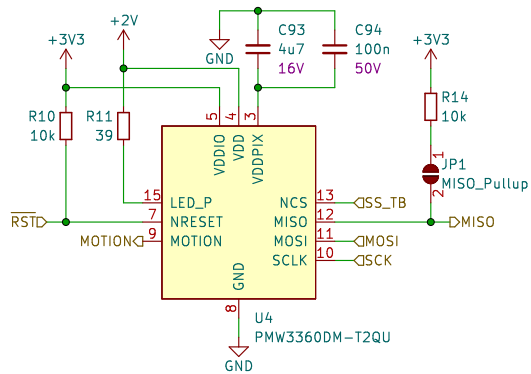 +2V
+3V3
C93
4u7
16V
C94
100n
50V
+3V3
GND
R10
10k
R11
39
R14
10k
5
4
3
VDDIO
VDD
VDDPIX
1
JP1
MISO_Pullup
2
15
LED_P
NCS
13
SS_TB
RST
7
NRESET
MISO
12
MISO
MOTION
9
MOTION
MOSI
11
MOSI
SCLK
10
SCK
GND
8
U4
PMW3360DM-T2QU
GND